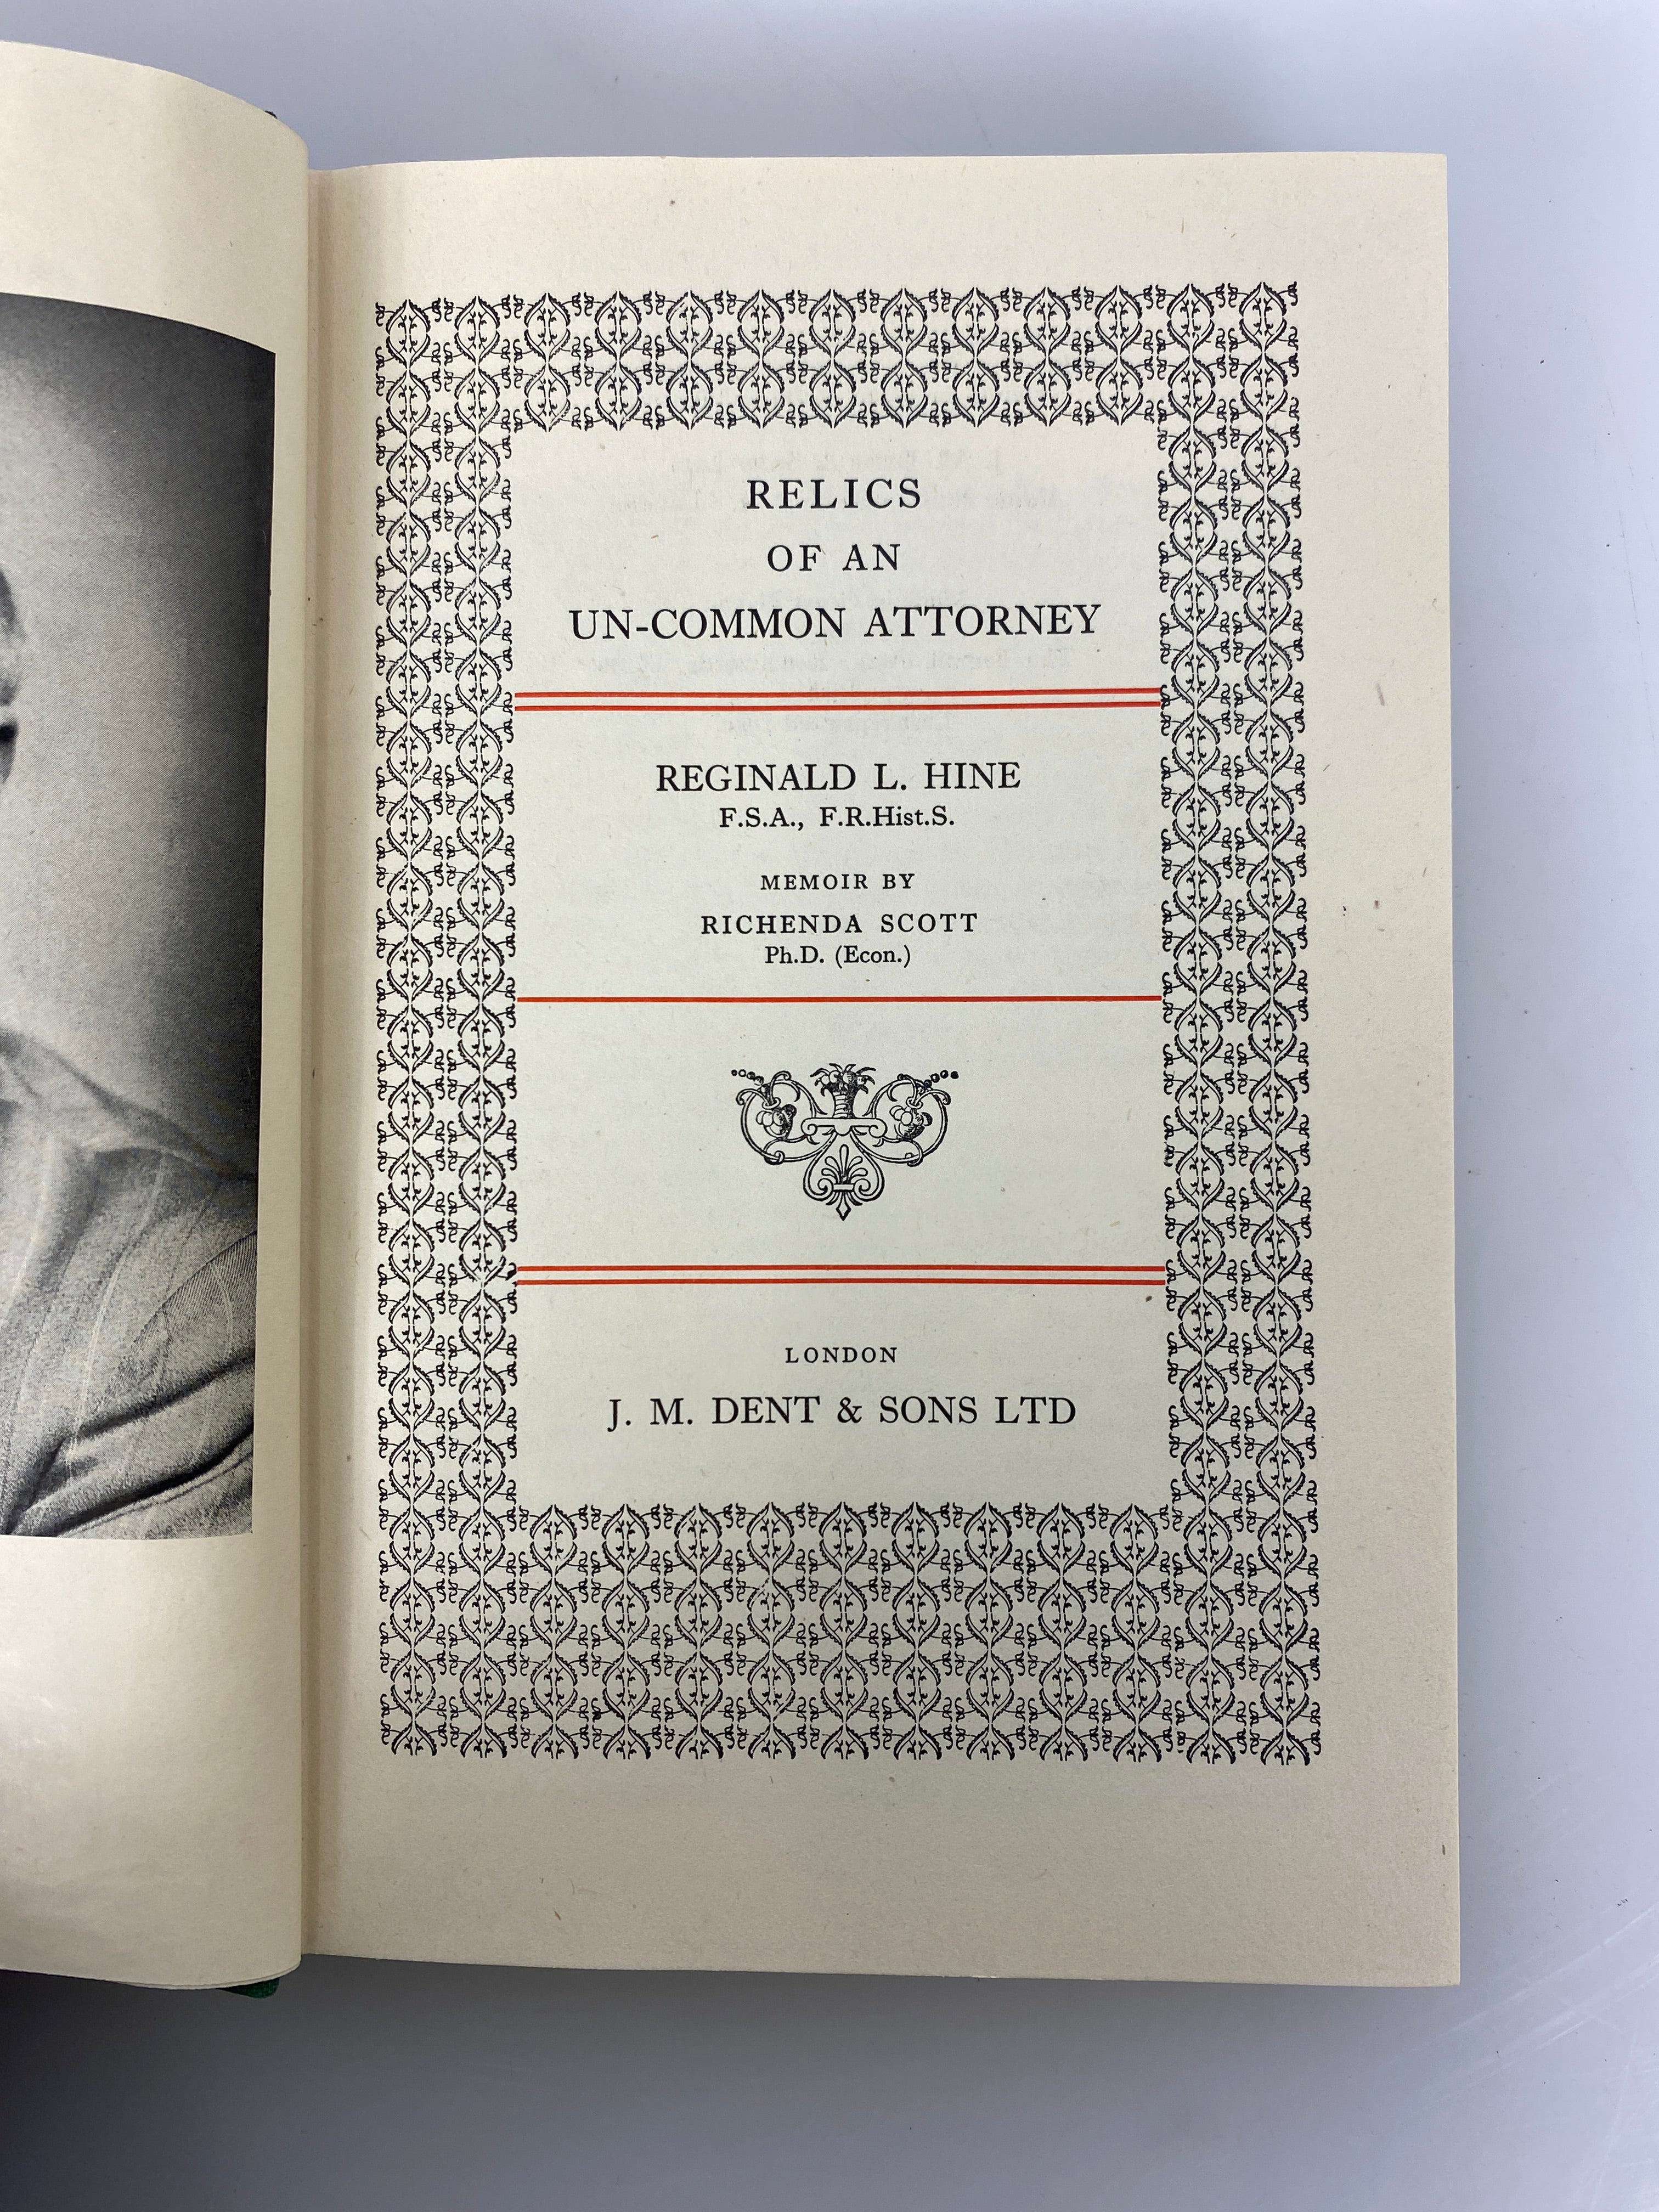 RELICS
OF AN
UN-COMMON ATTORNEY
REGINALD L. HINE
F.S.A., F.R.Hist.S.
MEMOIR BY
RICHENDA SCOTT
Ph.D. (Econ.)
LONDON
J. M. DENT & SONS LTD